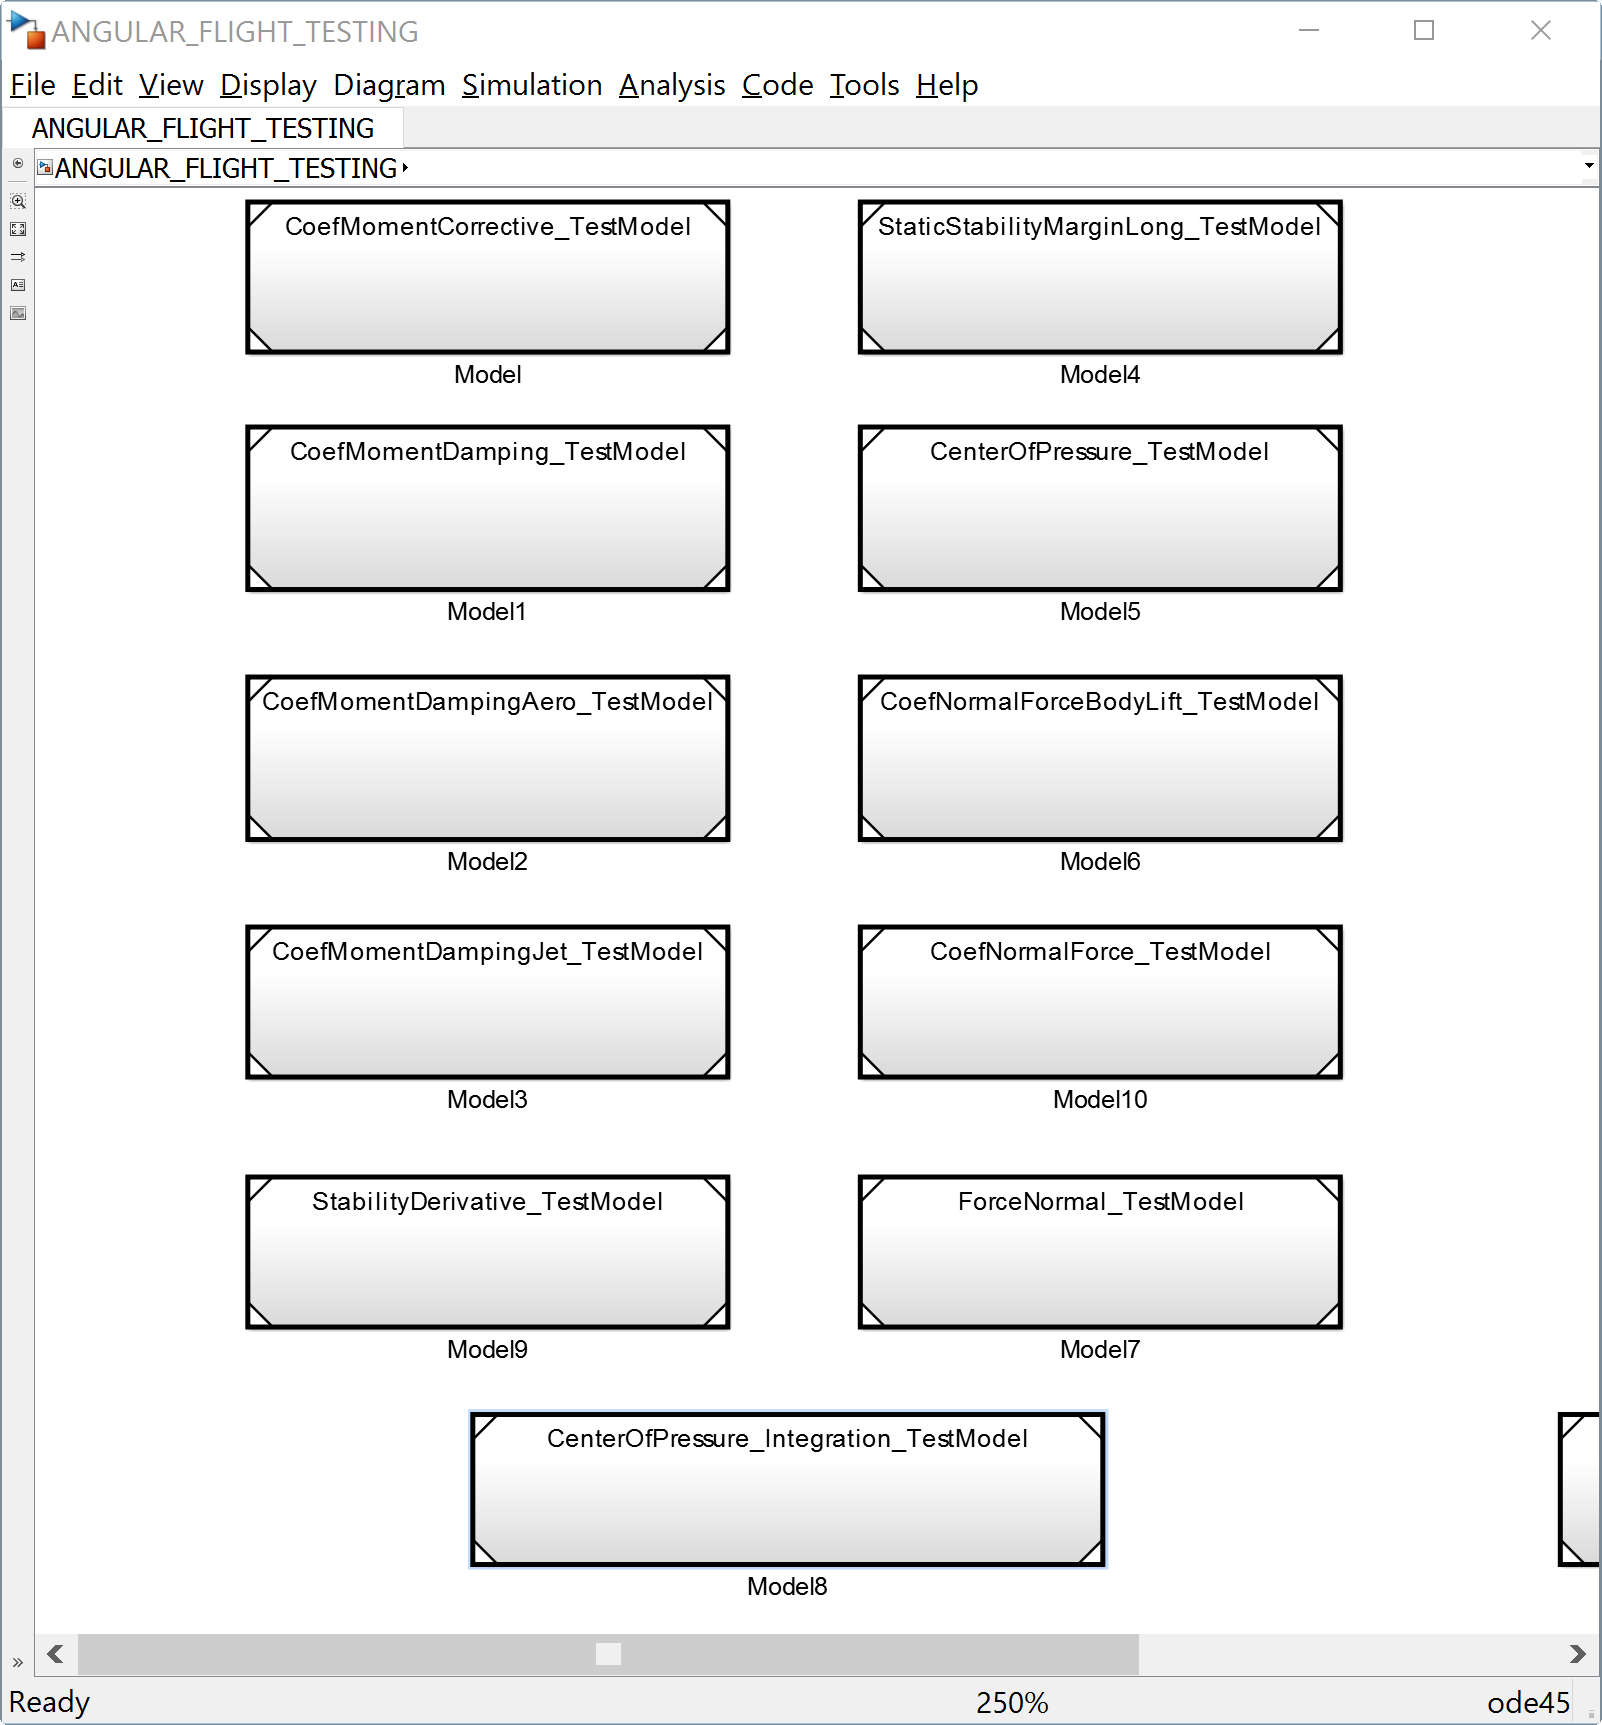 ANGULAR_FLIGHT_TESTING
File Edit View Display Diagram Simulation Analysis Code Tools Help
ANGULAR_FLIGHT_TESTING
ANGULAR_FLIGHT_TESTING
CoefMomentCorrective_TestModel
Model
StaticStabilityMarginLong_TestModel
Model4
CoefMomentDamping_TestModel
Model1
CenterOfPressure_TestModel
Model5
CoefMomentDampingAero_TestModel
Model2
CoefNormalForceBodyLift_TestModel
Model6
CoefMomentDampingJet_TestModel
Model3
CoefNormalForce_TestModel
Model10
StabilityDerivative_TestModel
Model9
ForceNormal_TestModel
Model7
CenterOfPressure_Integration_TestModel
Model8
Ready 250% ode45